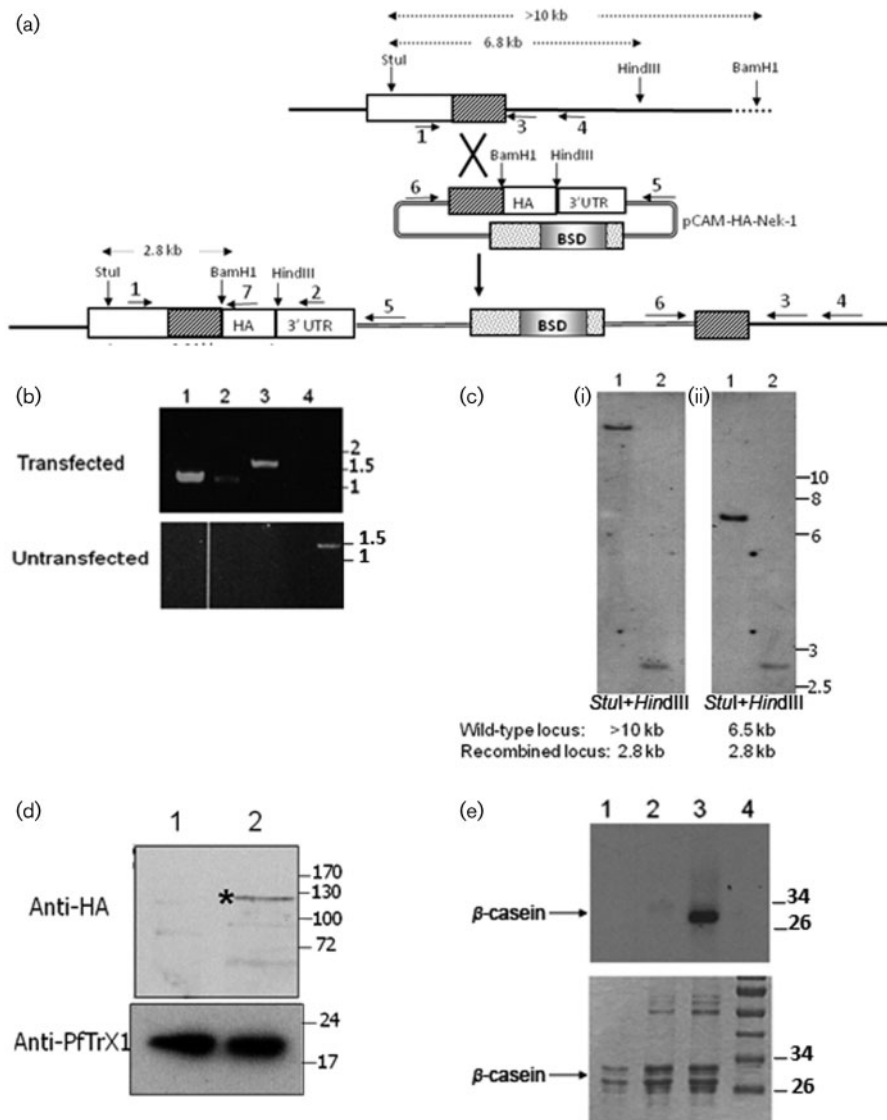 (a)
>10 kb
6.8 kb
StuI
HindIII
BamH1
1
3
4
BamH1
HindIII
6
5
HA
3'UTR
pCAM-HA-Nek-1
BSD
2.8 kb
StuI
BamH1
HindIII
1
7
2
5
6
3
4
HA
3' UTR
BSD
(b)
1 2 3 4
Transfected
2
1.5
1
Untransfected
1.5
1
(c)
(i)
(ii)
1 2
1 2
10
8
6
3
2.5
StuI+HindIII
StuI+HindIII
Wild-type locus: >10 kb 6.5 kb
Recombined locus: 2.8 kb 2.8 kb
(d)
1 2
Anti-HA
*
170
130
100
72
Anti-PfTrX1
24
17
(e)
1 2 3 4
β-casein
34
26
β-casein
34
26